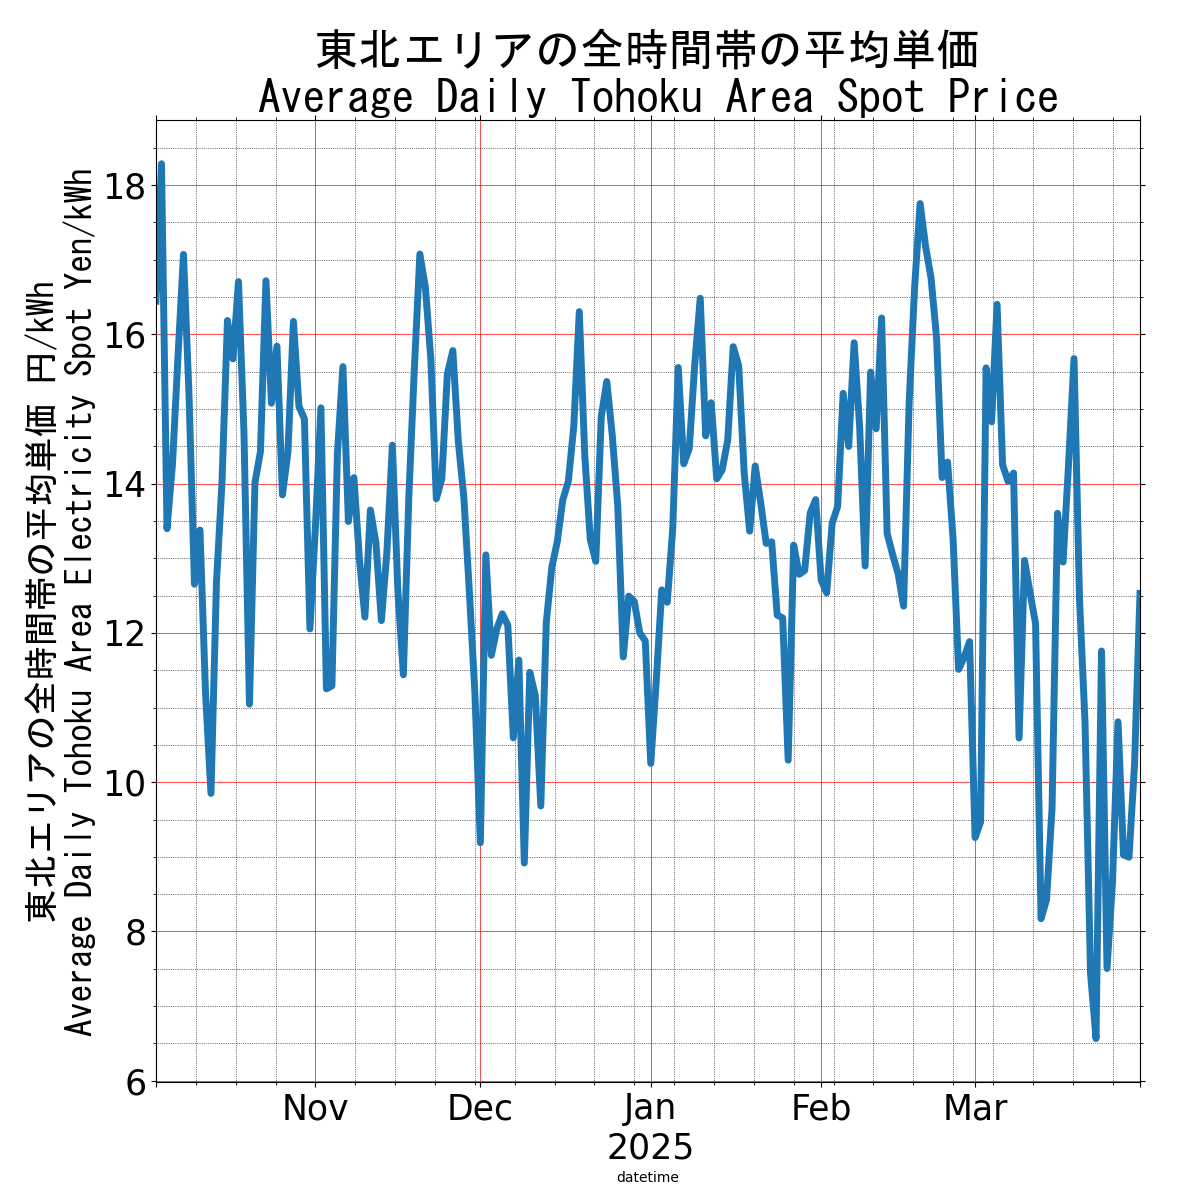 東北エリアの全時間帯の平均単価
Average Daily Tohoku Area Spot Price
東北エリアの全時間帯の平均単価 円/kWh
Average Daily Tohoku Area Electricity Spot Yen/kWh
18
16
14
12
10
8
6
Nov
Dec
Jan
Feb
Mar
2025
datetime